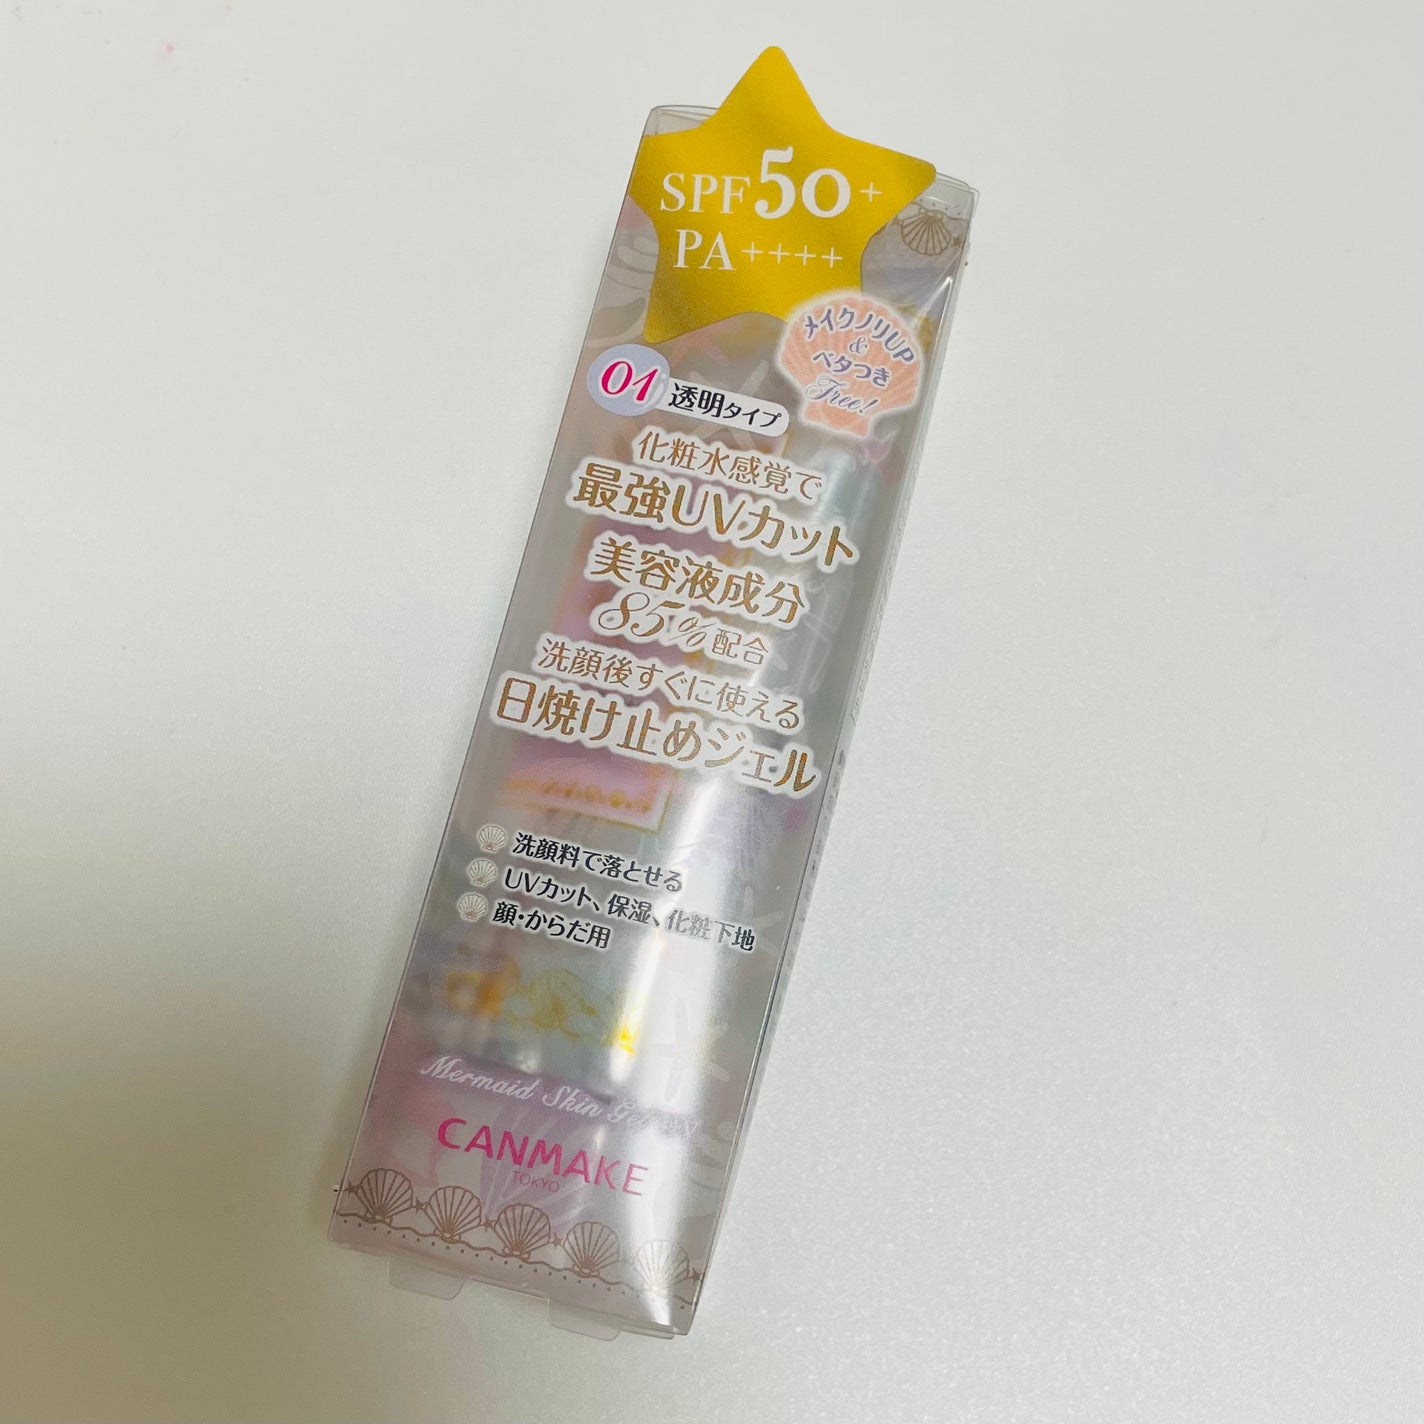 SPF50+
PA++++
メイクノリUP
&
ベタつき
Free!
01 透明タイプ
化粧水感覚で
最強UVカット
美容液成分
85%配合
洗顔後すぐに使える
日焼け止めジェル
洗顔料で落とせる
UVカット、保湿、化粧下地
顔・からだ用
Mermaid Skin Gel
CANMAKE
TOKYO